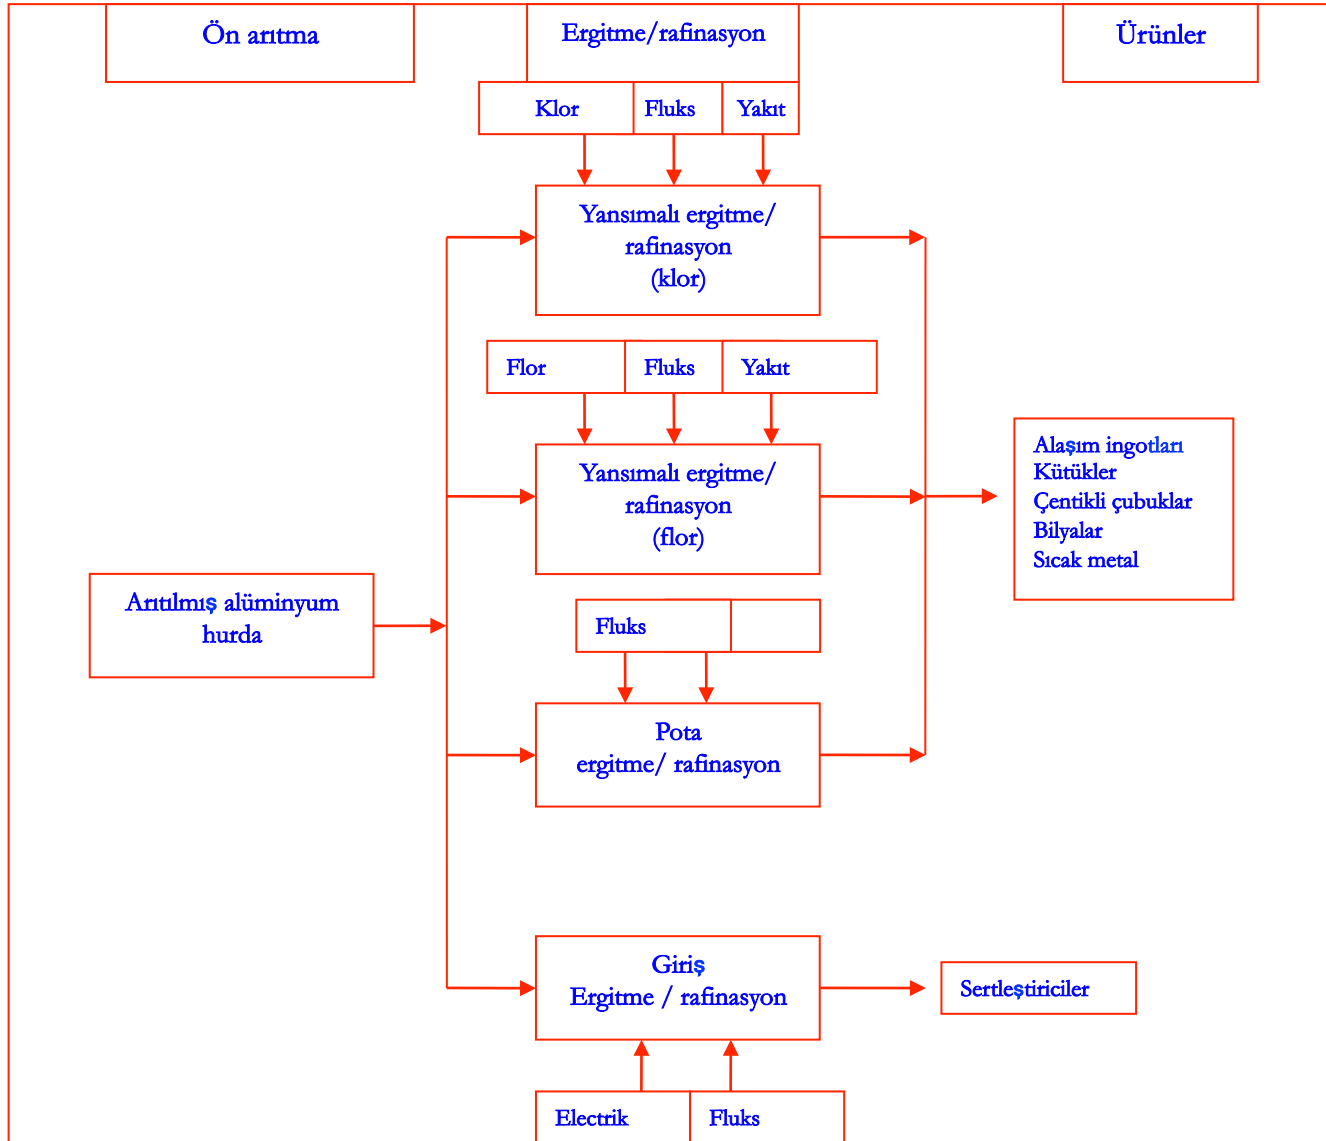 Ön arıtma
Ergitme/rafinasyon
Ürünler
Klor
Fluks
Yakıt
Yansımalı ergitme/
rafinasyon
(klor)
Flor
Fluks
Yakıt
Yansımalı ergitme/
rafinasyon
(flor)
Alaşım ingotları
Kütükler
Çentikli çubuklar
Bilyalar
Sıcak metal
Arıtılmış alüminyum
hurda
Fluks
Pota
ergitme/ rafinasyon
Giriş
Ergitme / rafinasyon
Sertleştiriciler
Electrik
Fluks